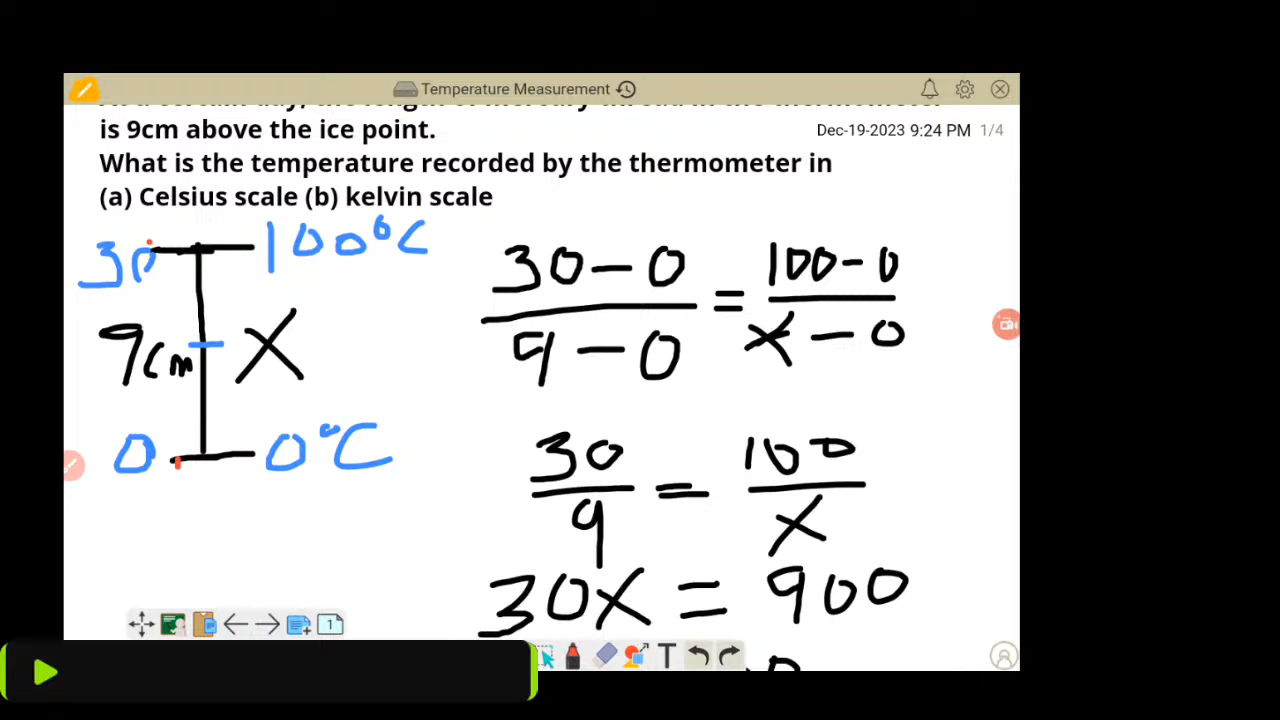 Temperature Measurement
is 9cm above the ice point.
Dec-19-2023 9:24 PM 1/4
What is the temperature recorded by the thermometer in
(a) Celsius scale (b) kelvin scale
30 100°C
9cm X
0 0°C
30-0 = 100-0
9-0 x-0
30 = 100
9 x
30x = 900
1
T